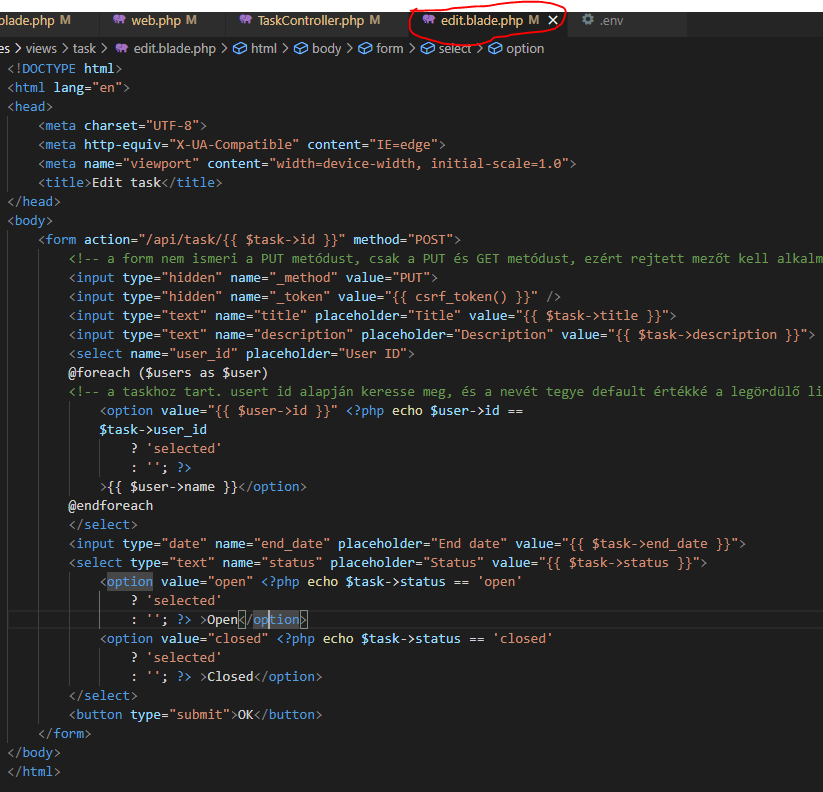 blade.php M web.php M TaskController.php M edit.blade.php M × .env
es > views > task > edit.blade.php > html > body > form > select > option
<!DOCTYPE html>
<html lang="en">
<head>
    <meta charset="UTF-8">
    <meta http-equiv="X-UA-Compatible" content="IE=edge">
    <meta name="viewport" content="width=device-width, initial-scale=1.0">
    <title>Edit task</title>
</head>
<body>
    <form action="/api/task/{{ $task->id }}" method="POST">
        <!-- a form nem ismeri a PUT metódust, csak a PUT és GET metódust, ezért rejtett mezőt kell alkalm
        <input type="hidden" name="_method" value="PUT">
        <input type="hidden" name="_token" value="{{ csrf_token() }}" />
        <input type="text" name="title" placeholder="Title" value="{{ $task->title }}">
        <input type="text" name="description" placeholder="Description" value="{{ $task->description }}">
        <select name="user_id" placeholder="User ID">
        @foreach ($users as $user)
        <!-- a taskhoz tart. usert id alapján keresse meg, és a nevét tegye default értékké a legördülő li
            <option value="{{ $user->id }}" <?php echo $user->id ==
            $task->user_id
                ? 'selected'
                : ''; ?>
            >{{ $user->name }}</option>
        @endforeach
        </select>
        <input type="date" name="end_date" placeholder="End date" value="{{ $task->end_date }}">
        <select type="text" name="status" placeholder="Status" value="{{ $task->status }}">
            <option value="open" <?php echo $task->status == 'open'
                ? 'selected'
                : ''; ?> >Open</option>
            <option value="closed" <?php echo $task->status == 'closed'
                ? 'selected'
                : ''; ?> >Closed</option>
        </select>
        <button type="submit">OK</button>
    </form>
</body>
</html>